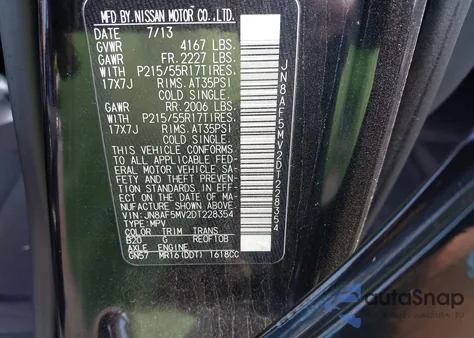 MFD BY.NISSAN MOTOR CO.,LTD.
DATE 7/13
GVWR 4167 LBS.
GAWR FR. 2227 LBS.
WITH P215/55R17TIRES.
17X7J RIMS. AT35PSI
COLD SINGLE.
GAWR RR. 2006 LBS.
WITH P215/55R17TIRES.
17X7J RIMS. AT35PSI
COLD SINGLE.
THIS VEHICLE CONFORMS
TO ALL APPLICABLE FED-
ERAL MOTOR VEHICLE SA-
FETY AND THEFT PREVEN-
TION STANDARDS IN EFFECT
ON THE DATE OF MA-
NUFACTURE SHOWN ABOVE.
VIN: JN8AF5MV2DT228354
TYPE: MPV
COLOR TRIM TRANS
B20 G RE0FT0B
AXLE ENGINE
GN57 MR16(DDT) 1618CC
JN8AF5MV2DT228354
autoSnap